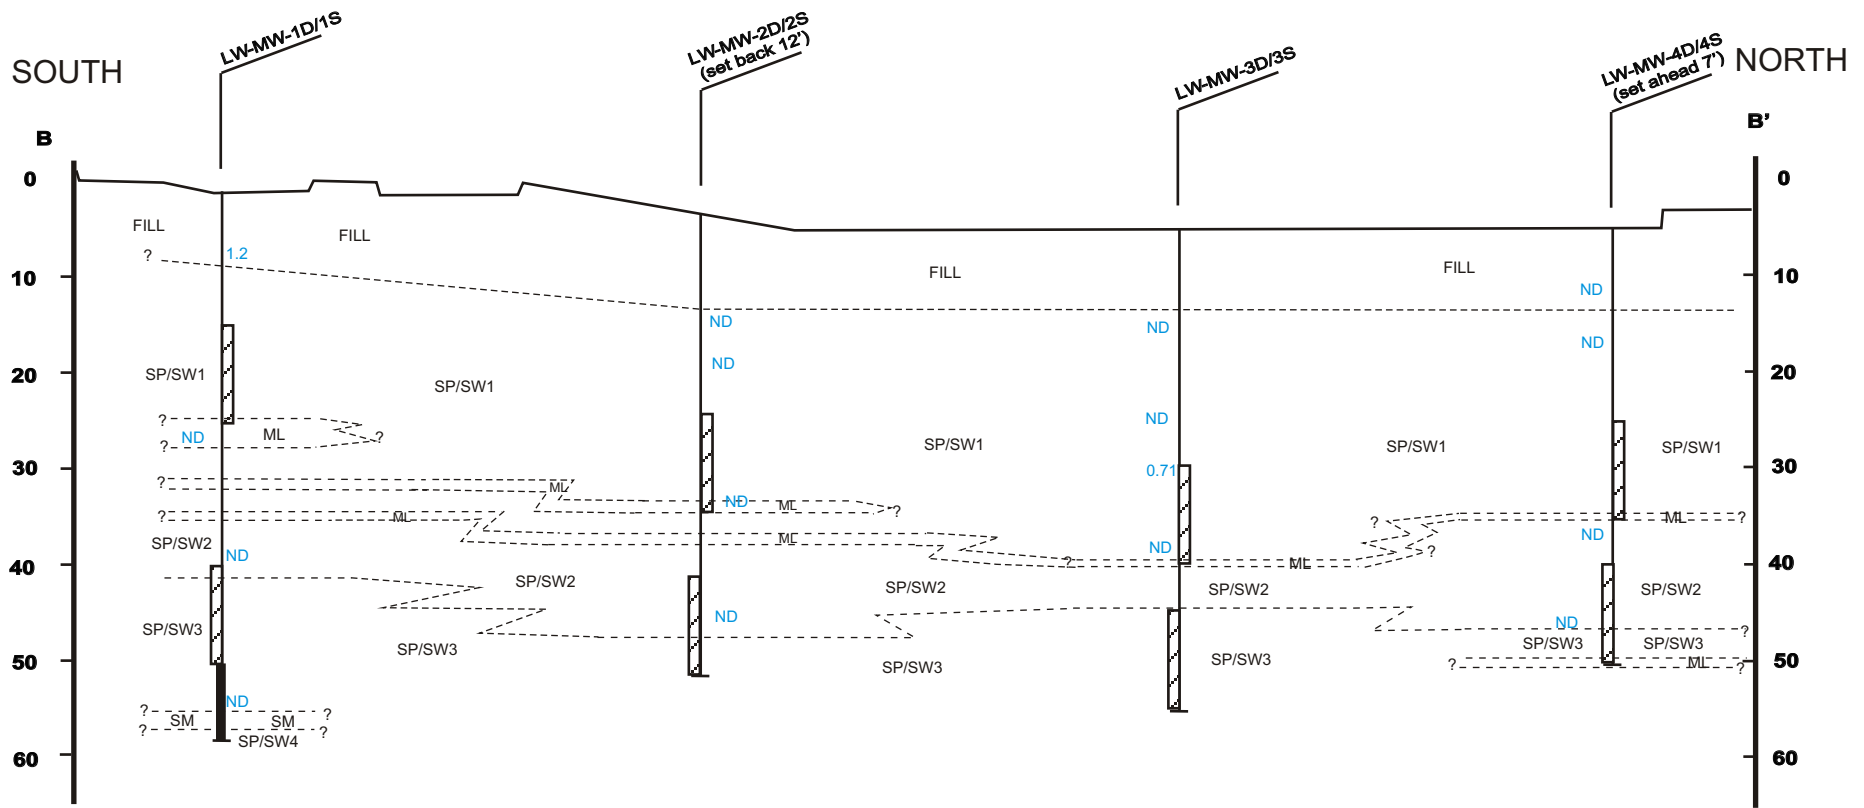 LW-MW-1D/1S
LW-MW-2D/2S
(set back 12')
LW-MW-3D/3S
LW-MW-4D/4S
(set ahead 7')
SOUTH
NORTH
B
B'
0
0
FILL
FILL
? 1.2
FILL
FILL
10
10
ND
ND
ND
ND
ND
ND
20
20
SP/SW1
SP/SW1
?
ND
ML
?
?
ND
SP/SW1
SP/SW1
SP/SW1
30
30
0.71
?
ML
ND
ML
?
?
ML
?
ML
?
ML
?
SP/SW2
ND
ND
ND
?
?
ML
40
40
SP/SW2
SP/SW2
SP/SW2
SP/SW2
SP/SW3
ND
ND
?
SP/SW3
SP/SW3
SP/SW3
SP/SW3
SP/SW3
50
50
?
ML
?
ND
?
SM
SM
?
?
?
SP/SW4
60
60